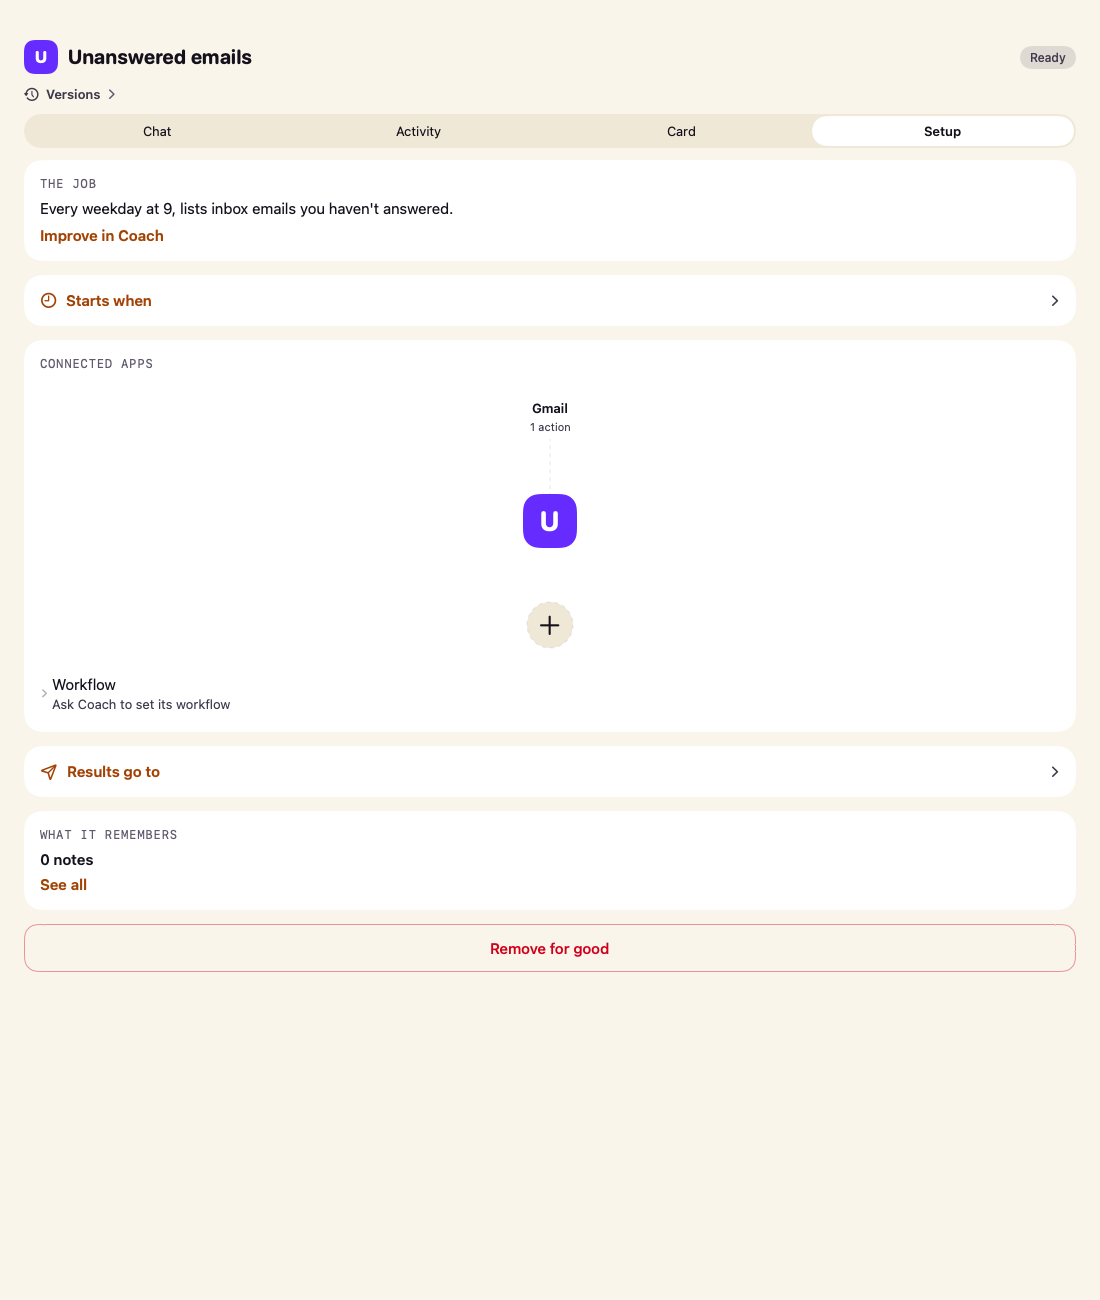 U
Unanswered emails
Ready
Versions
Chat
Activity
Card
Setup
THE JOB
Every weekday at 9, lists inbox emails you haven't answered.
Improve in Coach
Starts when
CONNECTED APPS
Gmail
1 action
U
Workflow
Ask Coach to set its workflow
Results go to
WHAT IT REMEMBERS
0 notes
See all
Remove for good